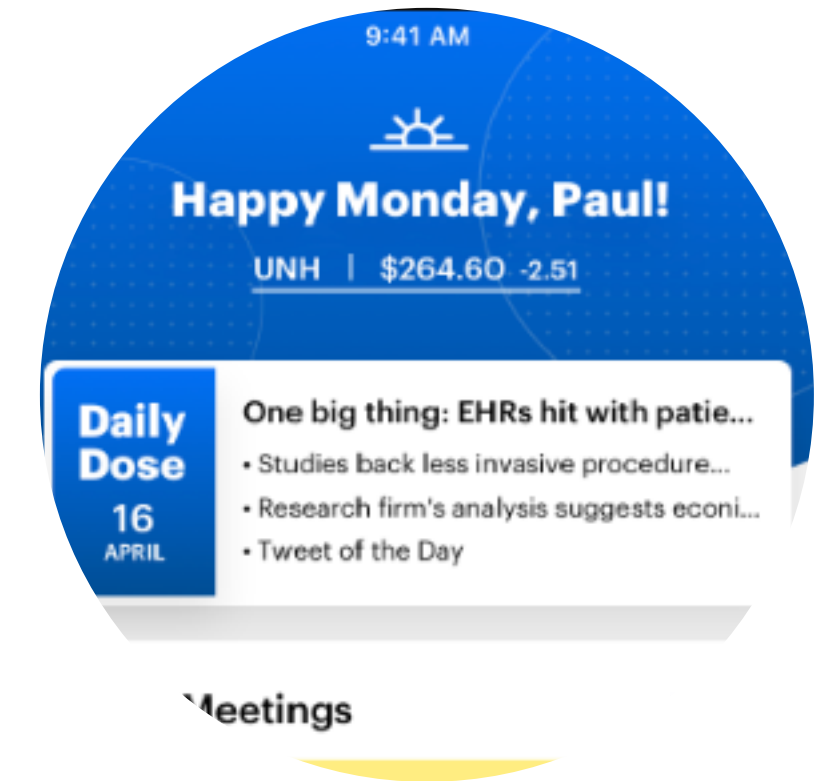 9:41 AM
Happy Monday, Paul!
UNH | $264.60 -2.51
Daily
Dose
16
APRIL
One big thing: EHRs hit with patie...
• Studies back less invasive procedure...
• Research firm's analysis suggests econi...
• Tweet of the Day
Meetings